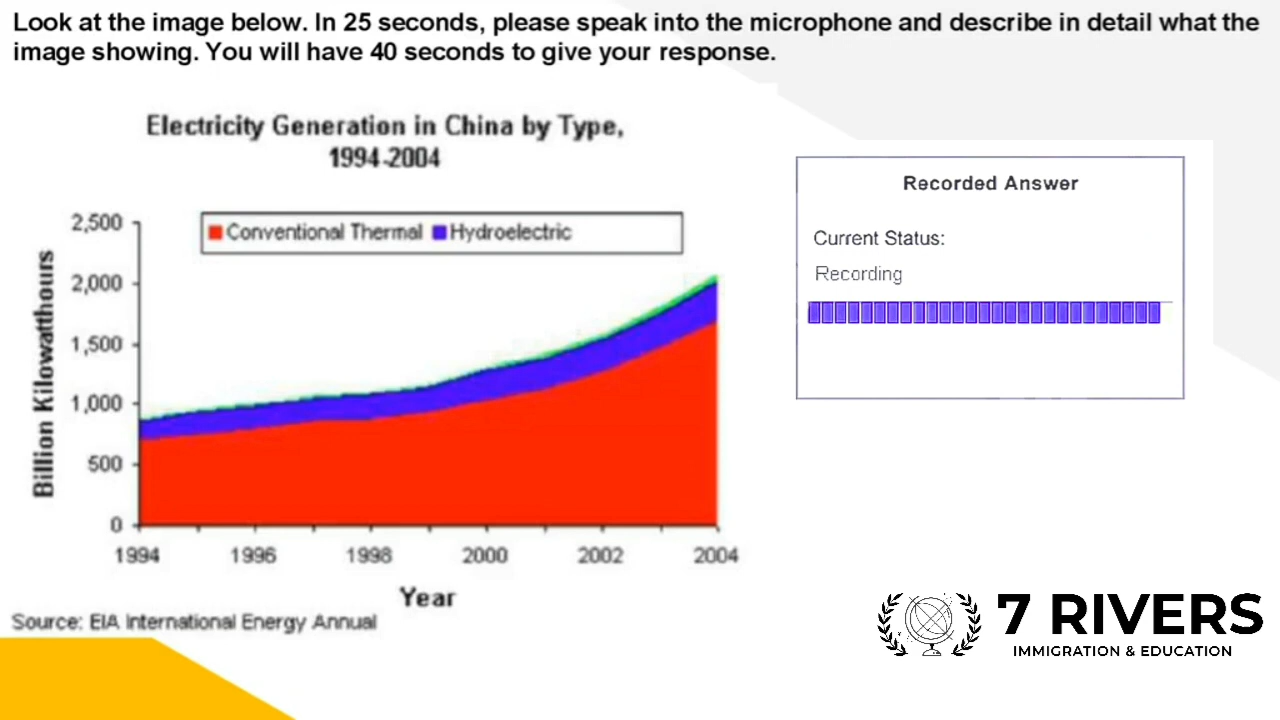 Look at the image below. In 25 seconds, please speak into the microphone and describe in detail what the
image showing. You will have 40 seconds to give your response.
Electricity Generation in China by Type,
1994-2004
Conventional Thermal Hydroelectric
Billion Kilowatthours
2,500
2,000
1,500
1,000
500
0
1994 1996 1998 2000 2002 2004
Year
Source: EIA International Energy Annual
Recorded Answer
Current Status:
Recording
7 RIVERS
IMMIGRATION & EDUCATION